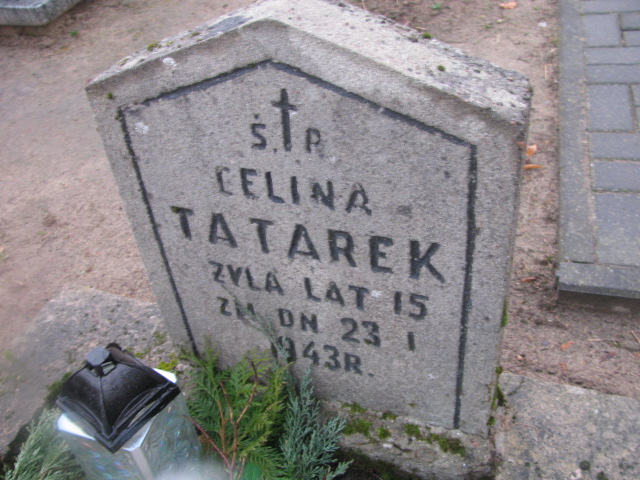 Ś. P.
CELINA
TATAREK
ŻYŁA LAT 15
ZM DN 23 I
1943R.